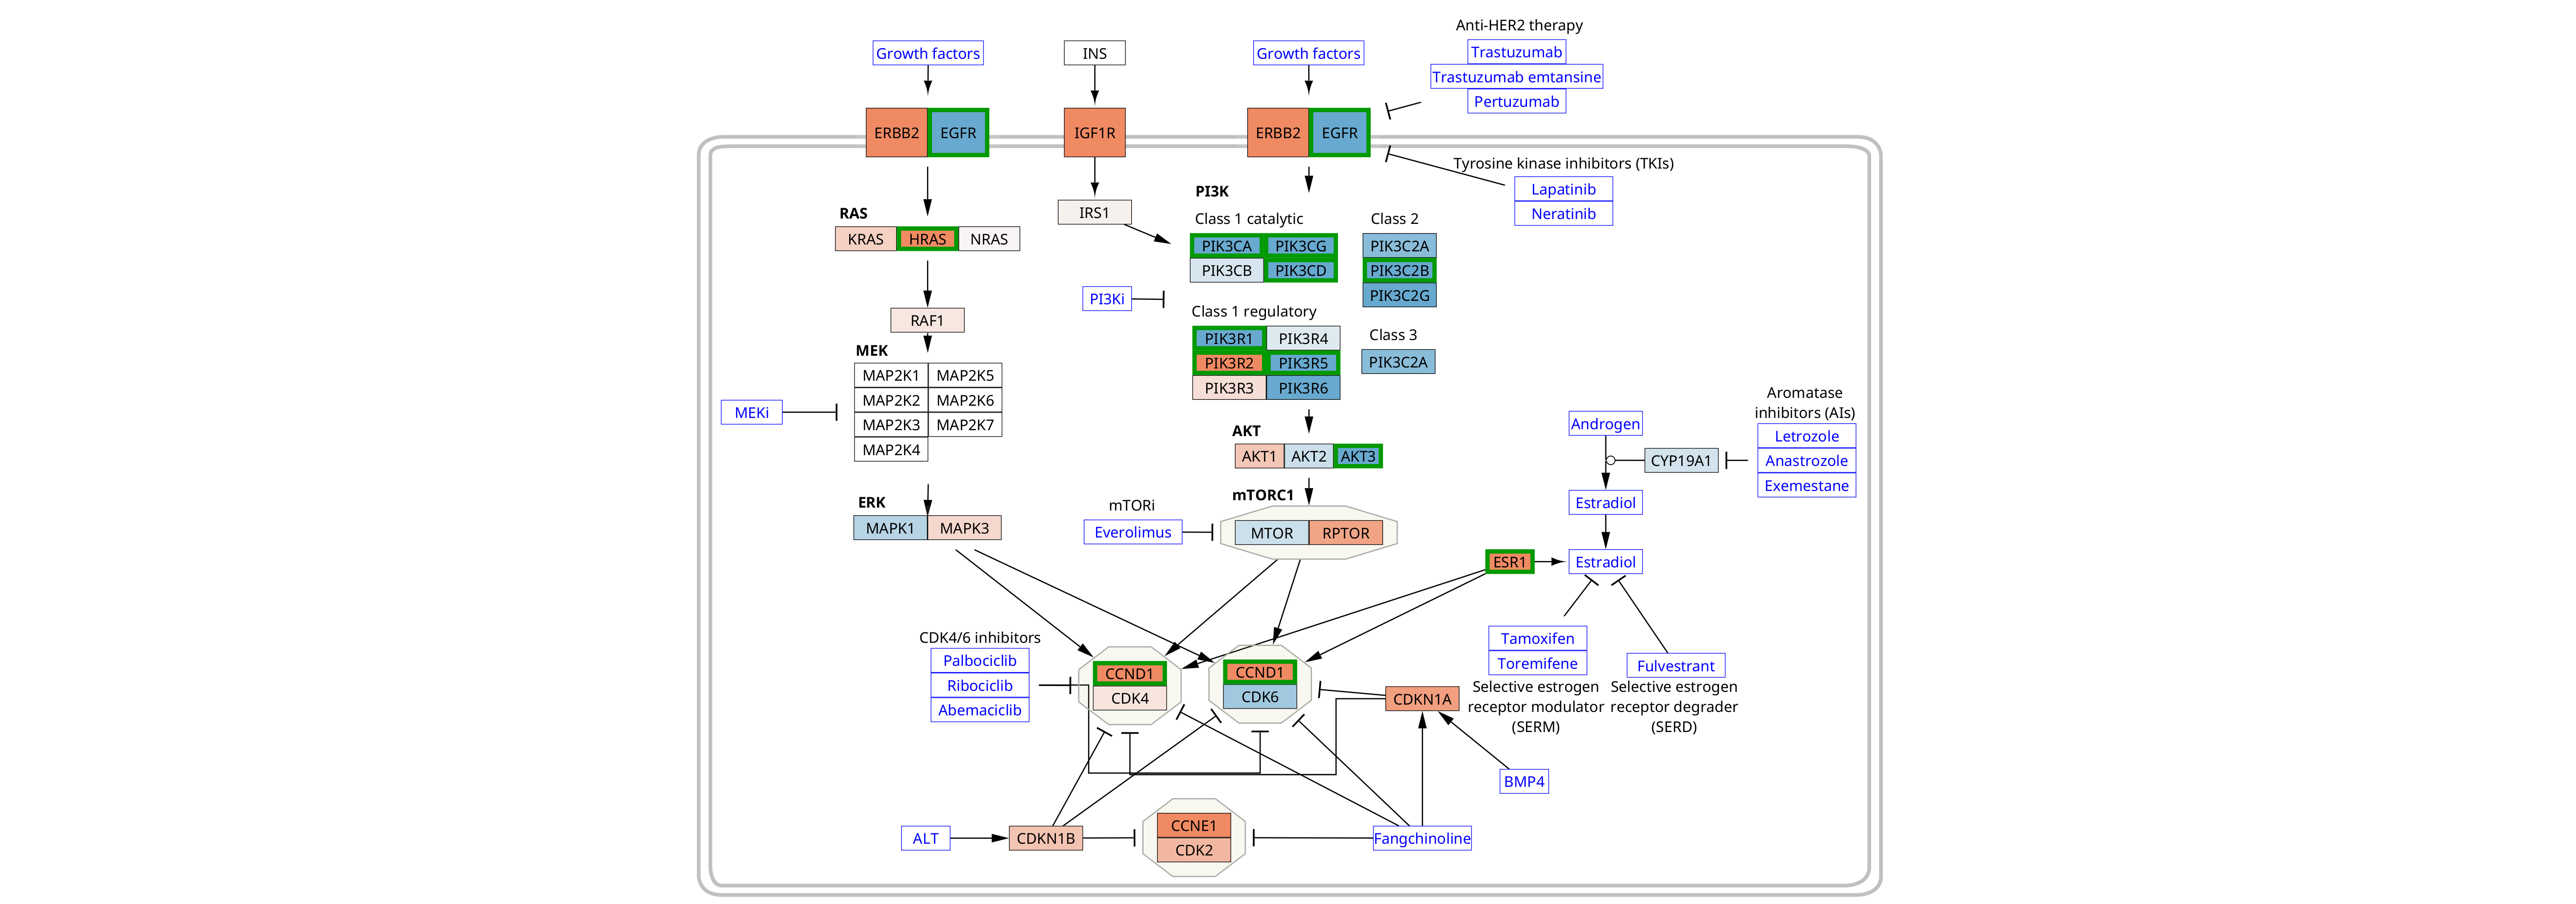 Anti-HER2 therapy
Growth factors
INS
Growth factors
Trastuzumab
Trastuzumab emtansine
Pertuzumab
ERBB2
EGFR
IGF1R
ERBB2
EGFR
Tyrosine kinase inhibitors (TKIs)
Lapatinib
Neratinib
PI3K
RAS
IRS1
Class 1 catalytic
Class 2
KRAS
HRAS
NRAS
PIK3CA
PIK3CG
PIK3C2A
PIK3CB
PIK3CD
PIK3C2B
PI3Ki
PIK3C2G
Class 1 regulatory
RAF1
PIK3R1
PIK3R4
Class 3
MEK
PIK3R2
PIK3R5
PIK3C2A
MAP2K1
MAP2K5
PIK3R3
PIK3R6
MAP2K2
MAP2K6
MEKi
MAP2K3
MAP2K7
MAP2K4
Aromatase
inhibitors (AIs)
Androgen
Letrozole
AKT
AKT1
AKT2
AKT3
CYP19A1
Anastrozole
Exemestane
ERK
mTORi
mTORC1
Estradiol
MAPK1
MAPK3
Everolimus
MTOR
RPTOR
ESR1
Estradiol
CDK4/6 inhibitors
Palbociclib
Ribociclib
Abemaciclib
CCND1
CDK4
CCND1
CDK6
CDKN1A
Tamoxifen
Toremifene
Selective estrogen
receptor modulator
(SERM)
Fulvestrant
Selective estrogen
receptor degrader
(SERD)
BMP4
ALT
CDKN1B
CCNE1
CDK2
Fangchinoline